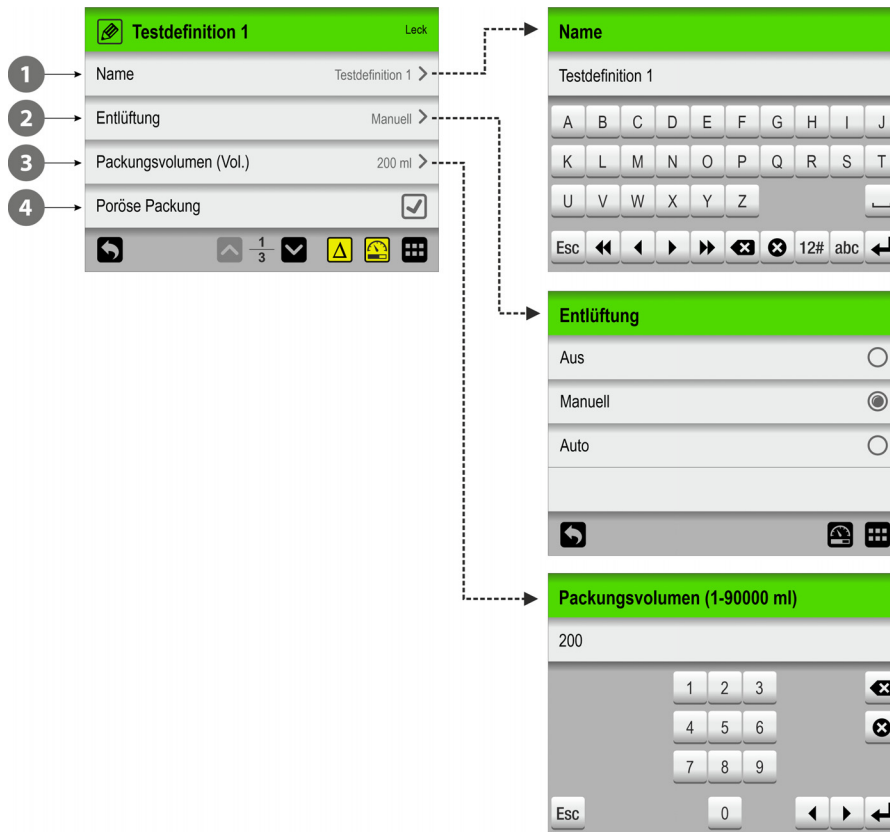 Testdefinition 1 Leck
1 Name Testdefinition 1
2 Entlüftung Manuell
3 Packungsvolumen (Vol.) 200 ml
4 Poröse Packung
1
3
Δ
Name
Testdefinition 1
A B C D E F G H I J
K L M N O P Q R S T
U V W X Y Z
Esc 12# abc
Entlüftung
Aus
Manuell
Auto
Packungsvolumen (1-90000 ml)
200
1 2 3
4 5 6
7 8 9
Esc 0